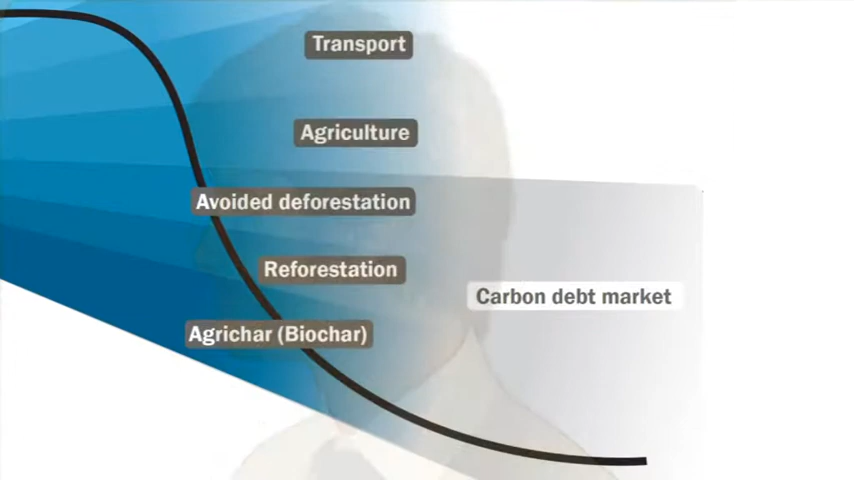 Transport
Agriculture
Avoided deforestation
Reforestation
Carbon debt market
Agrichar (Biochar)